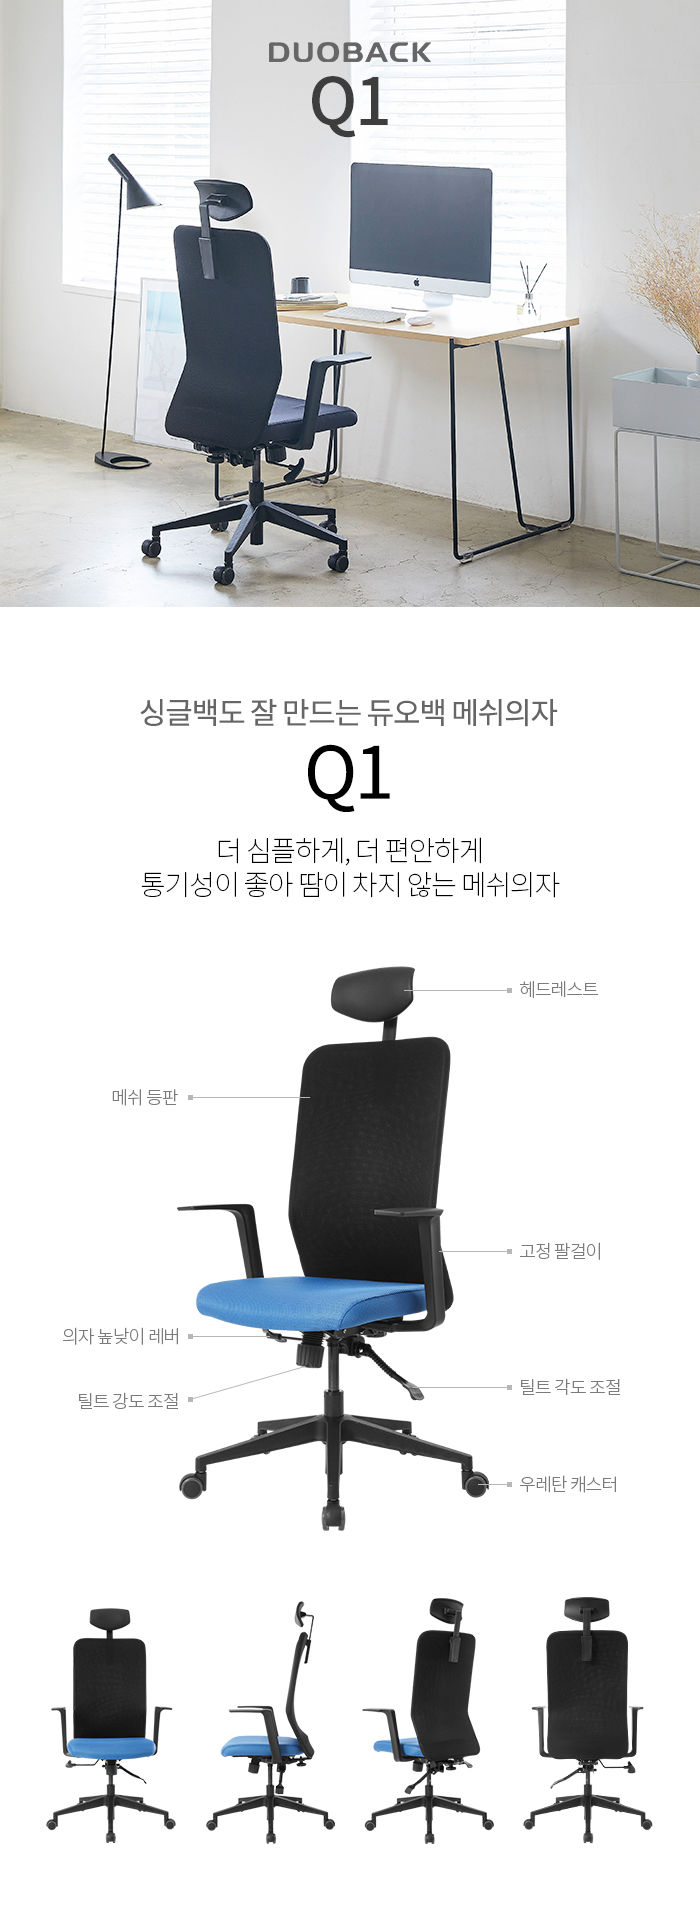 DUOBACK
Q1
싱글백도 잘 만드는 듀오백 메쉬의자
Q1
더 심플하게, 더 편안하게
통기성이 좋아 땀이 차지 않는 메쉬의자
헤드레스트
메쉬 등판
고정 팔걸이
의자 높낮이 레버
틸트 강도 조절
틸트 각도 조절
우레탄 캐스터